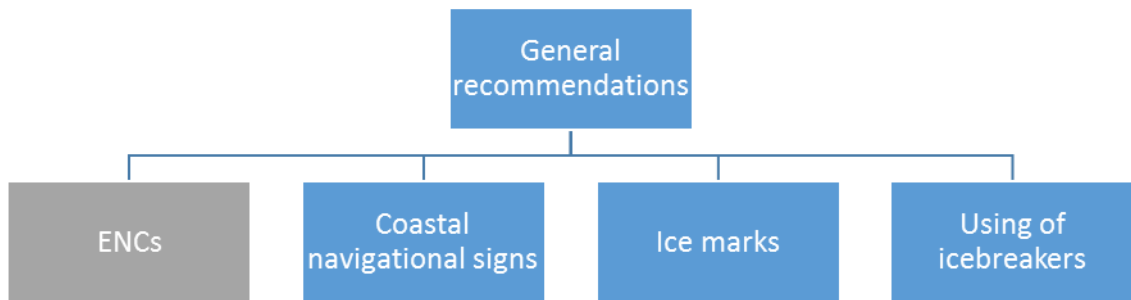 General
recommendations
ENCs
Coastal
navigational signs
Ice marks
Using of
icebreakers